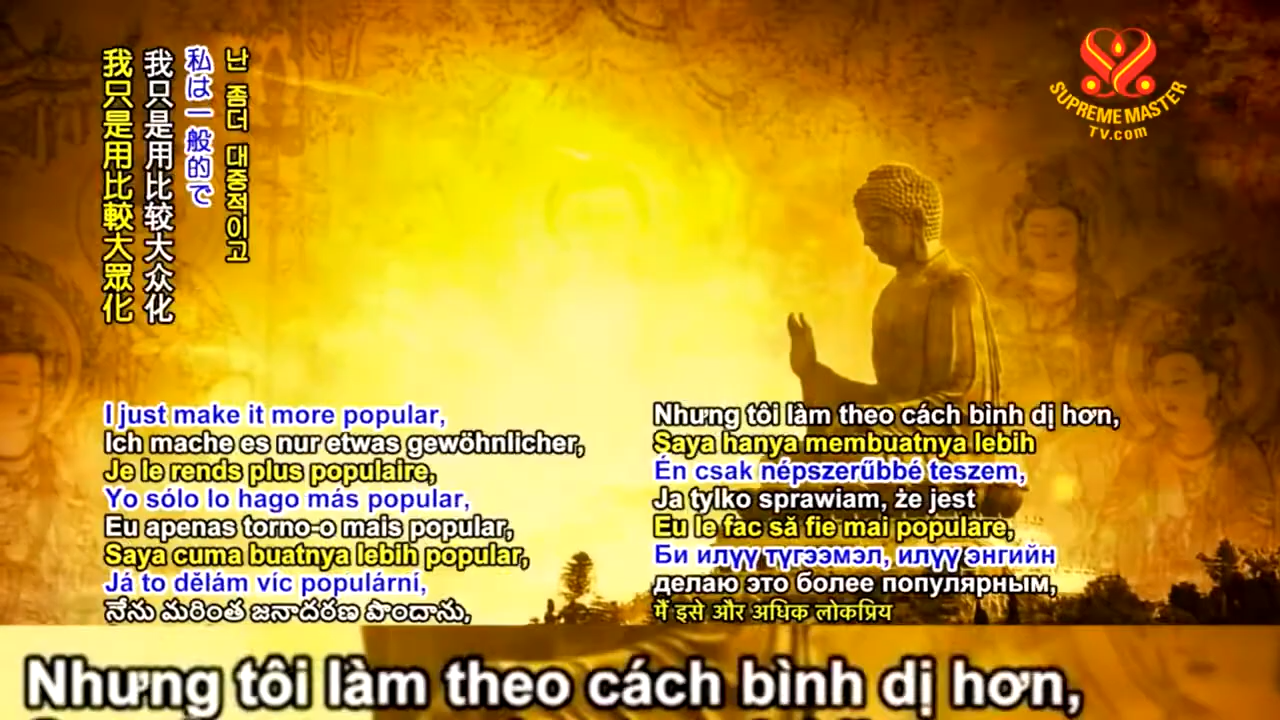 我只是用比較大眾化
我只是用比较大众化
私は一般的で
난 좀더 대중적이고
SUPREME MASTER
TV.com
I just make it more popular,
Ich mache es nur etwas gewöhnlicher,
Je le rends plus populaire,
Yo sólo lo hago más popular,
Eu apenas torno-o mais popular,
Saya cuma buatnya lebih popular,
Já to dělám víc populární,
నేను మరింత జనాదరణ పొందాను,
Nhưng tôi làm theo cách bình dị hơn,
Saya hanya membuatnya lebih
Én csak népszerűbbé teszem,
Ja tylko sprawiam, że jest
Eu le fac să fie mai populare,
Би илүү түгээмэл, илүү энгийн
делаю это более популярным,
मैं इसे और अधिक लोकप्रिय
Nhưng tôi làm theo cách bình dị hơn,